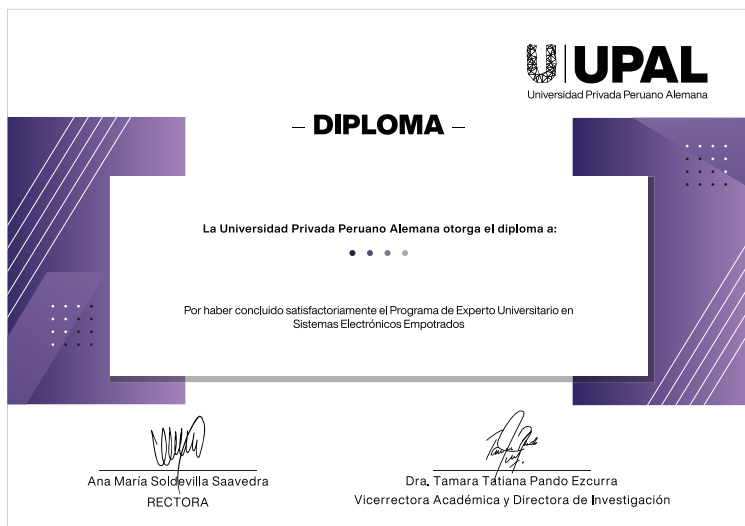 UPAL
Universidad Privada Peruano Alemana
– DIPLOMA –
La Universidad Privada Peruano Alemana otorga el diploma a:
Por haber concluido satisfactoriamente el Programa de Experto Universitario en
Sistemas Electrónicos Empotrados
Ana María Soldevilla Saavedra
RECTORA
Dra. Tamara Tatiana Pando Ezcurra
Vicerrectora Académica y Directora de Investigación